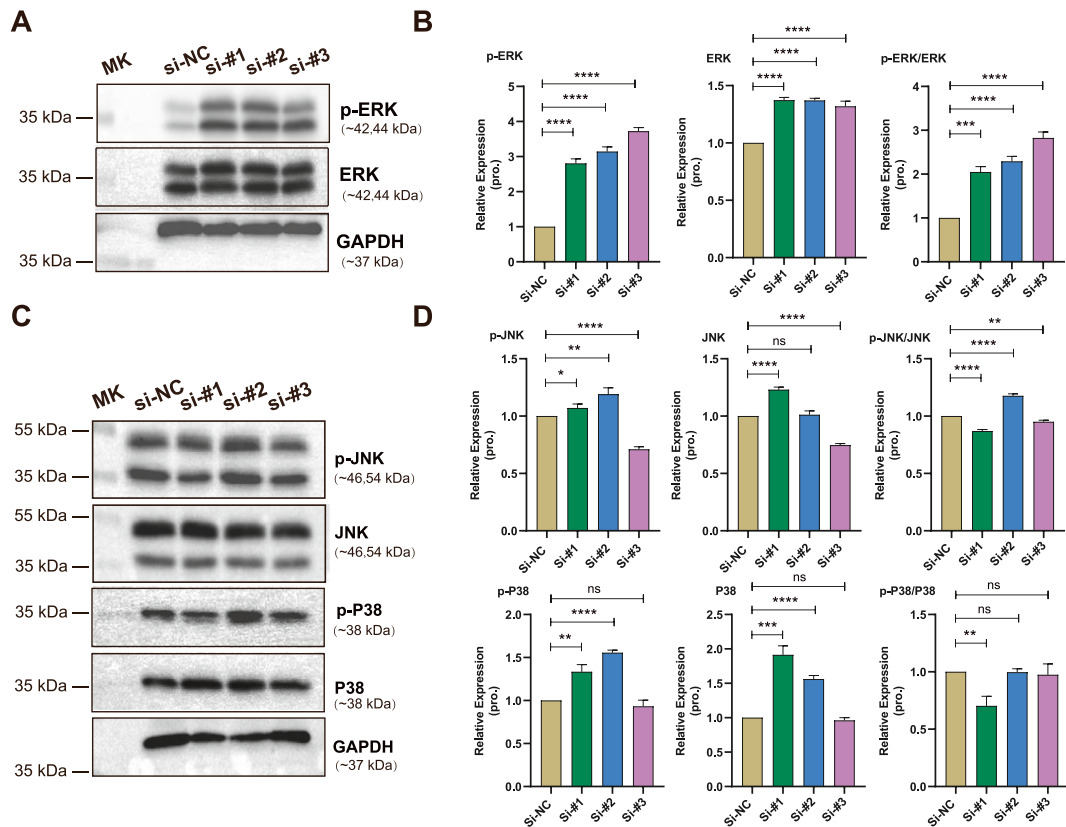 A
MK si-NC si-#1 si-#2 si-#3
35 kDa
p-ERK
(~42,44 kDa)
ERK
(~42,44 kDa)
GAPDH
35 kDa
(~37 kDa)
B
p-ERK
Relative Expression
(pro.)
5
4
3
2
1
0
****
****
****
Si-NC Si-#1 Si-#2 Si-#3
ERK
Relative Expression
(pro.)
1.5
1.0
0.5
0.0
****
****
****
Si-NC Si-#1 Si-#2 Si-#3
p-ERK/ERK
Relative Expression
(pro.)
4
3
2
1
0
****
****
***
Si-NC Si-#1 Si-#2 Si-#3
C
MK si-NC si-#1 si-#2 si-#3
55 kDa
p-JNK
35 kDa
(~46,54 kDa)
55 kDa
JNK
(~46,54 kDa)
35 kDa
35 kDa
p-P38
(~38 kDa)
35 kDa
P38
(~38 kDa)
GAPDH
(~37 kDa)
35 kDa
D
p-JNK
Relative Expression
(pro.)
1.5
1.0
0.5
0.0
****
**
*
Si-NC Si-#1 Si-#2 Si-#3
JNK
Relative Expression
(pro.)
1.5
1.0
0.5
0.0
****
ns
****
Si-NC Si-#1 Si-#2 Si-#3
p-JNK/JNK
Relative Expression
(pro.)
1.5
1.0
0.5
0.0
**
****
****
Si-NC Si-#1 Si-#2 Si-#3
p-P38
Relative Expression
(pro.)
2.0
1.5
1.0
0.5
0.0
ns
****
**
Si-NC Si-#1 Si-#2 Si-#3
P38
Relative Expression
(pro.)
2.5
2.0
1.5
1.0
0.5
0.0
ns
****
***
Si-NC Si-#1 Si-#2 Si-#3
p-P38/P38
Relative Expression
(pro.)
1.5
1.0
0.5
0.0
ns
ns
**
Si-NC Si-#1 Si-#2 Si-#3